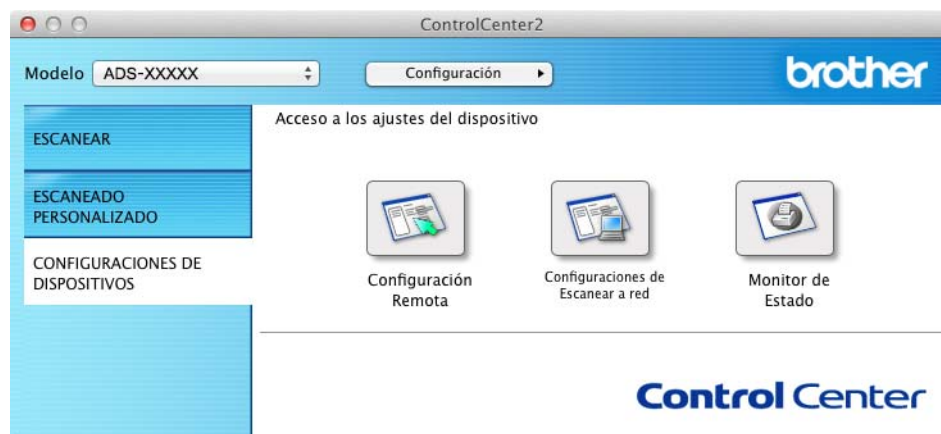 ControlCenter2
Modelo ADS-XXXXX Configuración brother
ESCANEAR
ESCANEADO
PERSONALIZADO
CONFIGURACIONES DE
DISPOSITIVOS
Acceso a los ajustes del dispositivo
Configuración
Remota
Configuraciones de
Escanear a red
Monitor de
Estado
Control Center